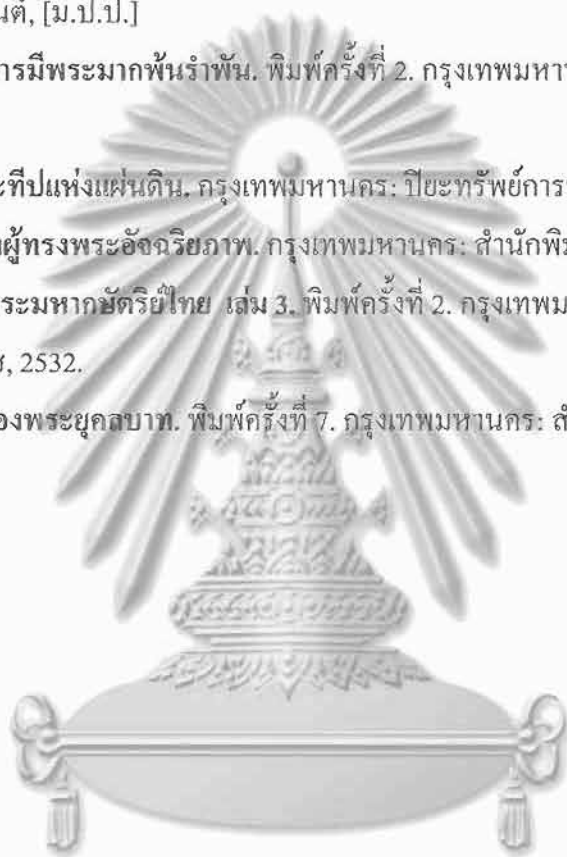 นต์, [ม.ป.ป.]
ารมีพระมากพ้นรำพัน. พิมพ์ครั้งที่ 2. กรุงเทพมหาน
ะทีปแห่งแผ่นดิน. กรุงเทพมหานคร: ปิยะทรัพย์การ
ผู้ทรงพระอัจฉริยภาพ. กรุงเทพมหานคร: สำนักพิม
ระมหากษัตริย์ไทย เล่ม 3. พิมพ์ครั้งที่ 2. กรุงเทพม
ช, 2532.
องพระยุคลบาท. พิมพ์ครั้งที่ 7. กรุงเทพมหานคร: สำ